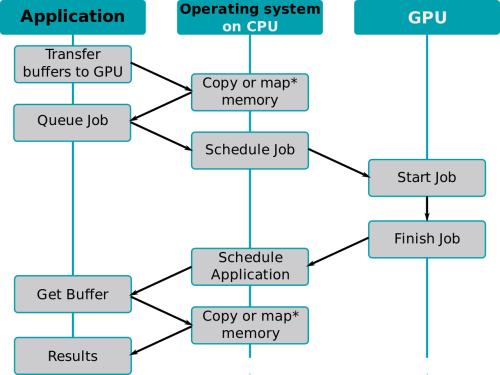 Application
Operating system
on CPU
GPU
Transfer
buffers to GPU
Copy or map*
memory
Queue Job
Schedule Job
Start Job
Finish Job
Schedule
Application
Get Buffer
Copy or map*
memory
Results